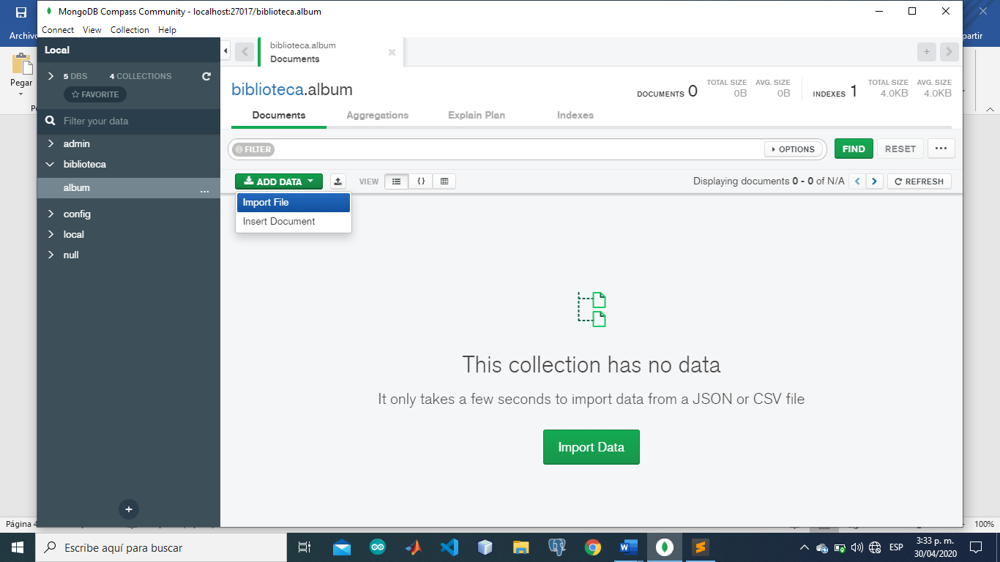 MongoDB Compass Community - localhost:27017/biblioteca.album
Archivo
Connect View Collection Help
Local
biblioteca.album
Documents
5 DBS 4 COLLECTIONS
FAVORITE
Pegar
biblioteca.album
DOCUMENTS 0 TOTAL SIZE 0B AVG. SIZE 0B INDEXES 1 TOTAL SIZE 4.0KB AVG. SIZE 4.0KB
Documents Aggregations Explain Plan Indexes
Filter your data
FILTER OPTIONS FIND RESET ...
ADD DATA VIEW {} Displaying documents 0 - 0 of N/A REFRESH
Import File
Insert Document
admin
biblioteca
album ...
config
local
null
This collection has no data
It only takes a few seconds to import data from a JSON or CSV file
Import Data
+
Página 4
100%
Escribe aquí para buscar
ESP
3:33 p. m.
30/04/2020